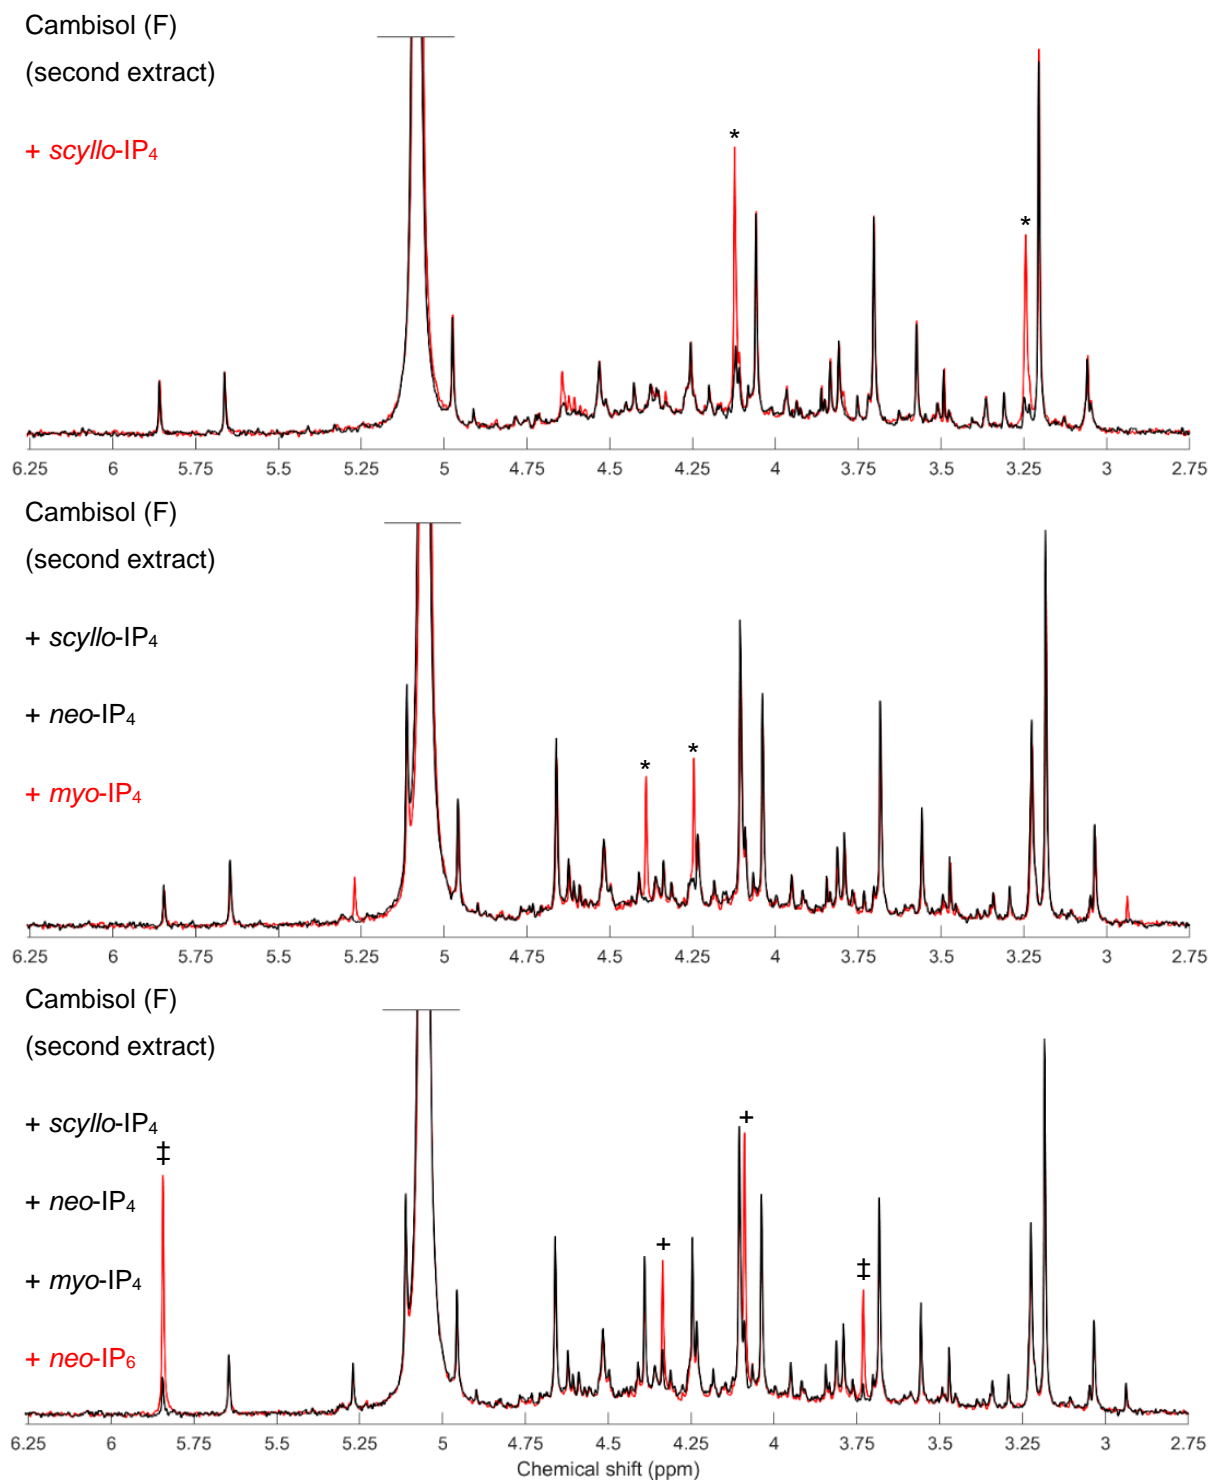 Cambisol (F)
(second extract)
+ scyllo-IP₄
*
*
6.25 6 5.75 5.5 5.25 5 4.75 4.5 4.25 4 3.75 3.5 3.25 3 2.75
Cambisol (F)
(second extract)
+ scyllo-IP₄
+ neo-IP₄
+ myo-IP₄
* *
6.25 6 5.75 5.5 5.25 5 4.75 4.5 4.25 4 3.75 3.5 3.25 3 2.75
Cambisol (F)
(second extract)
+ scyllo-IP₄
+
‡
+ neo-IP₄
+
‡
+ myo-IP₄
+ neo-IP₆
6.25 6 5.75 5.5 5.25 5 4.75 4.5 4.25 4 3.75 3.5 3.25 3 2.75
Chemical shift (ppm)